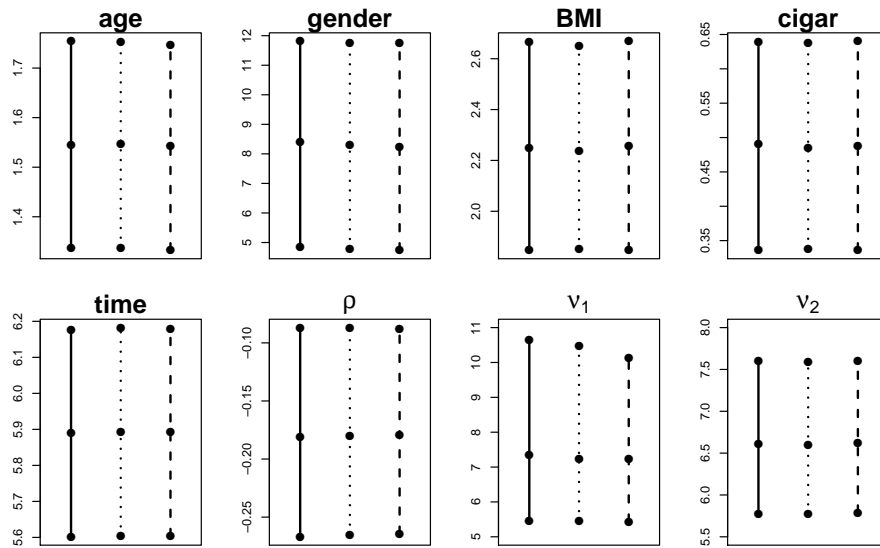 age gender BMI cigar
1.4 1.5 1.6 1.7
5 6 7 8 9 10 11 12
2.0 2.2 2.4 2.6
0.35 0.45 0.55 0.65
time ρ ν1 ν2
5.6 5.7 5.8 5.9 6.0 6.1 6.2
−0.25 −0.20 −0.15 −0.10
5 6 7 8 9 10 11
5.5 6.0 6.5 7.0 7.5 8.0